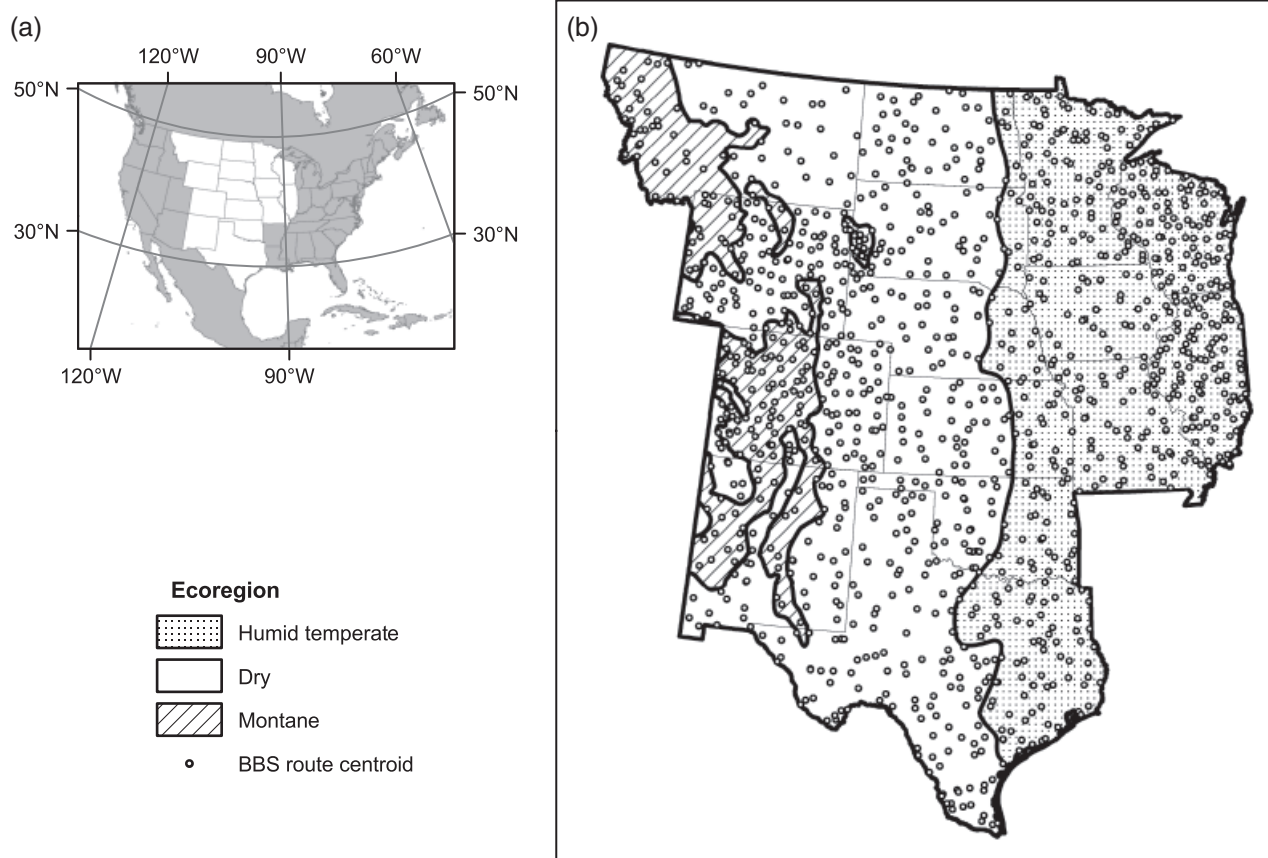 (a)
120°W 90°W 60°W
50°N 50°N
30°N 30°N
120°W 90°W
Ecoregion
Humid temperate
Dry
Montane
BBS route centroid
(b)